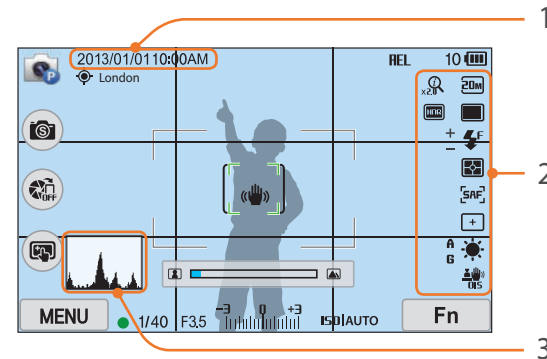 1
2013/01/01 10:00AM
AEL
10
P
London
x2.0
20M
HDR
S
+
F
−
2
OFF
SAF
+
A
G
OIS
MENU
1/40
F3.5
-3 0 +3
ISO AUTO
Fn
3